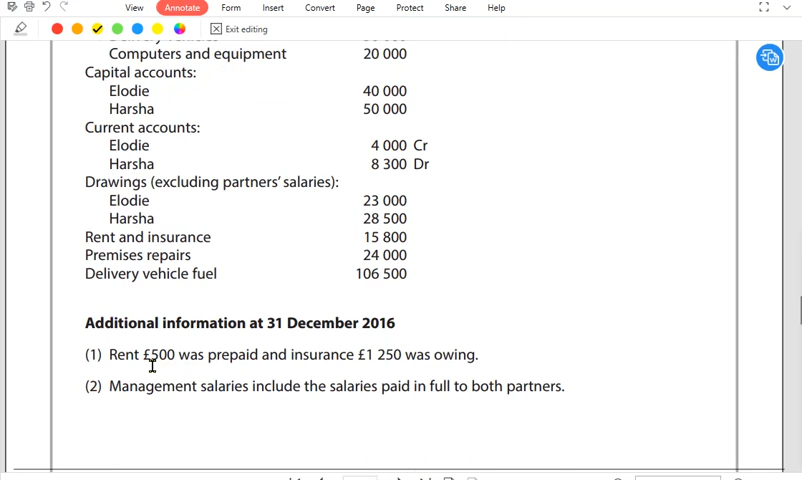 View Annotate Form Insert Convert Page Protect Share Help
Exit editing
Computers and equipment 20 000
Capital accounts:
Elodie 40 000
Harsha 50 000
Current accounts:
Elodie 4 000 Cr
Harsha 8 300 Dr
Drawings (excluding partners' salaries):
Elodie 23 000
Harsha 28 500
Rent and insurance 15 800
Premises repairs 24 000
Delivery vehicle fuel 106 500
Additional information at 31 December 2016
(1) Rent £500 was prepaid and insurance £1 250 was owing.
(2) Management salaries include the salaries paid in full to both partners.